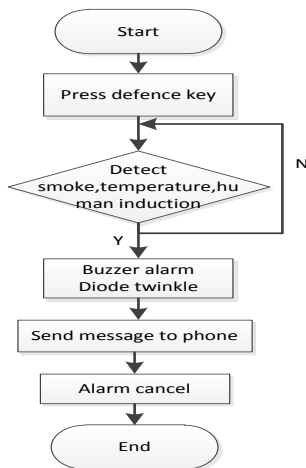 Start
Press defence key
Detect
smoke,temperature,hu
man induction
N
Y
Buzzer alarm
Diode twinkle
Send message to phone
Alarm cancel
End